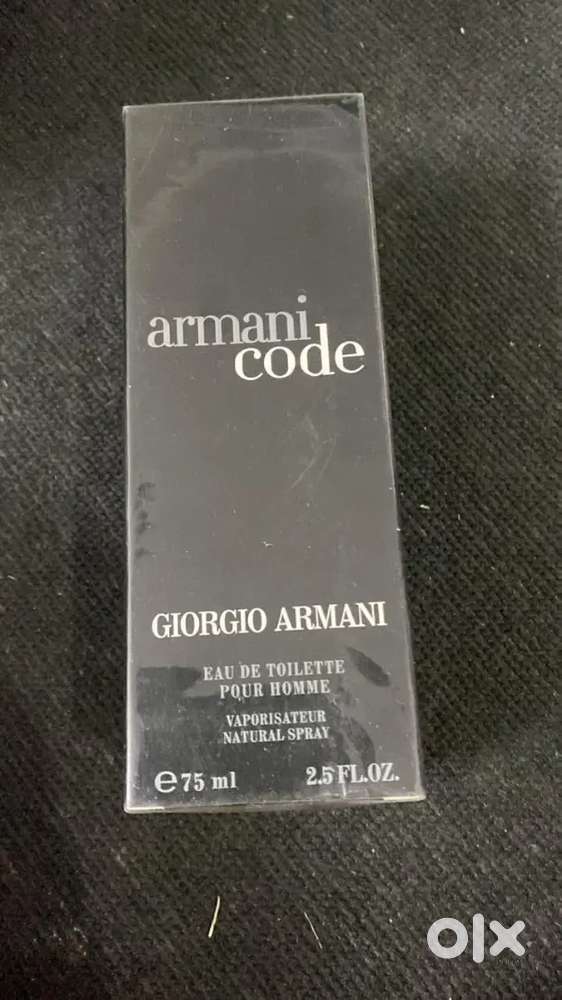 armani
code
GIORGIO ARMANI
EAU DE TOILETTE
POUR HOMME
VAPORISATEUR
NATURAL SPRAY
e 75 ml 2.5 FL.OZ.
olx